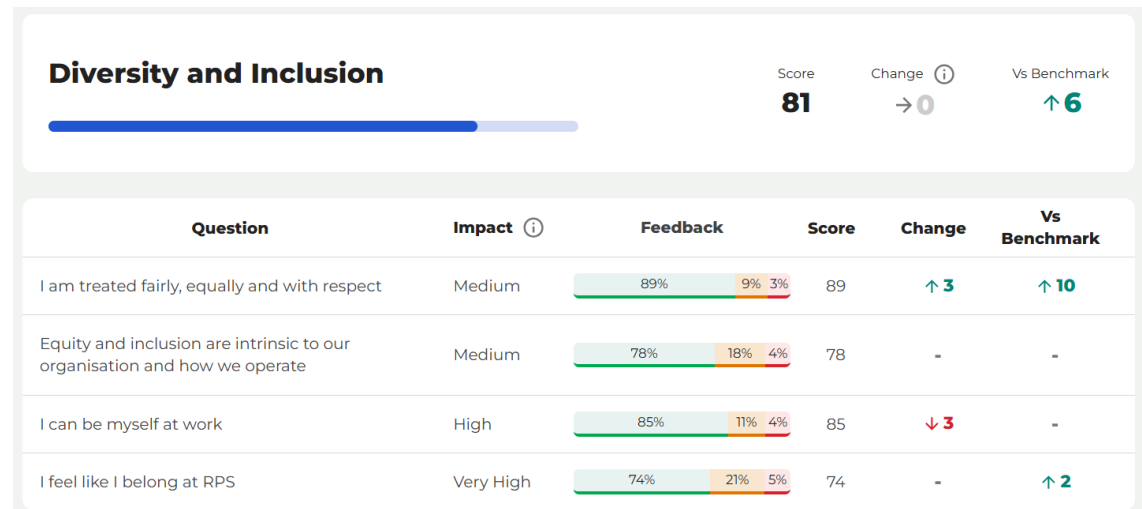 Diversity and Inclusion
Score
Change
Vs Benchmark
81
→0
↑6
Question
Impact
Feedback
Score
Change
Vs
Benchmark
I am treated fairly, equally and with respect
Medium
89%
9%
3%
89
↑3
↑10
Equity and inclusion are intrinsic to our
organisation and how we operate
Medium
78%
18%
4%
78
-
-
I can be myself at work
High
85%
11%
4%
85
↓3
-
I feel like I belong at RPS
Very High
74%
21%
5%
74
-
↑2